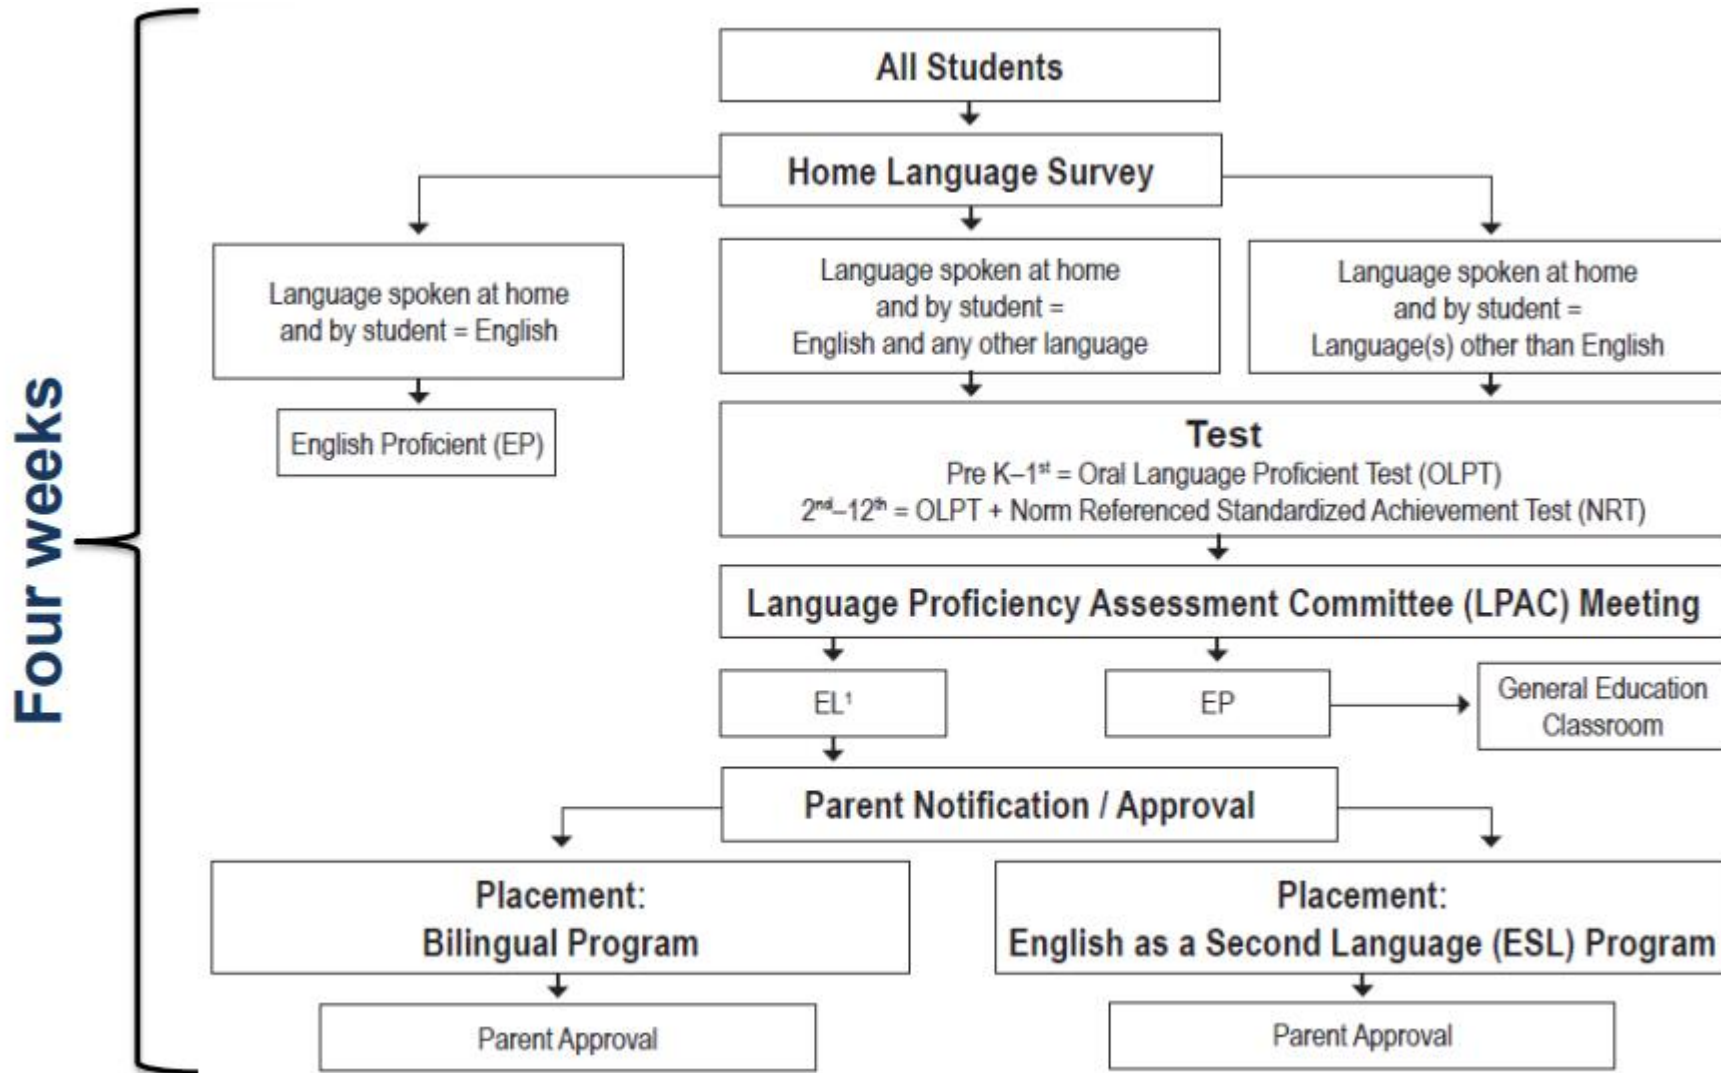 Four weeks
All Students
Home Language Survey
Language spoken at home
and by student = English
Language spoken at home
and by student =
English and any other language
Language spoken at home
and by student =
Language(s) other than English
English Proficient (EP)
Test
Pre K–1st = Oral Language Proficient Test (OLPT)
2nd–12th = OLPT + Norm Referenced Standardized Achievement Test (NRT)
Language Proficiency Assessment Committee (LPAC) Meeting
EL¹
EP
General Education
Classroom
Parent Notification / Approval
Placement:
Bilingual Program
Placement:
English as a Second Language (ESL) Program
Parent Approval
Parent Approval